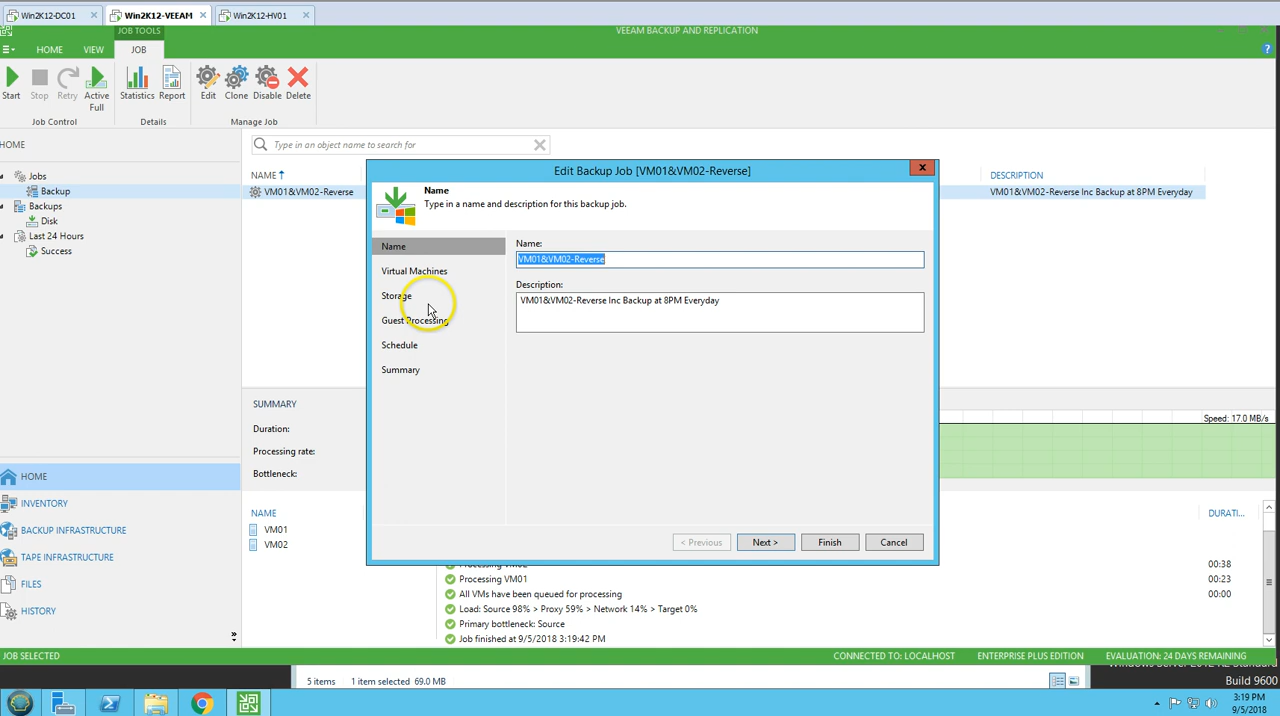 Win2K12-DC01
Win2K12-VEEAM
Win2K12-HV01
JOB TOOLS
VEEAM BACKUP AND REPLICATION
HOME
VIEW
JOB
Start
Stop
Retry
Active Full
Statistics
Report
Edit
Clone
Disable
Delete
Job Control
Details
Manage Job
HOME
Type in an object name to search for
Jobs
Backup
Backups
Disk
Last 24 Hours
Success
NAME
DESCRIPTION
VM01&VM02-Reverse
VM01&VM02-Reverse Inc Backup at 8PM Everyday
Edit Backup Job [VM01&VM02-Reverse]
Name
Type in a name and description for this backup job.
Name
Virtual Machines
Storage
Guest Processing
Schedule
Summary
Name:
VM01&VM02-Reverse
Description:
VM01&VM02-Reverse Inc Backup at 8PM Everyday
< Previous
Next >
Finish
Cancel
SUMMARY
Duration:
Processing rate:
Bottleneck:
Speed: 17.0 MB/s
HOME
INVENTORY
BACKUP INFRASTRUCTURE
TAPE INFRASTRUCTURE
FILES
HISTORY
NAME
VM01
VM02
DURATI...
Processing VM02 00:38
Processing VM01 00:23
All VMs have been queued for processing 00:00
Load: Source 98% > Proxy 59% > Network 14% > Target 0%
Primary bottleneck: Source
Job finished at 9/5/2018 3:19:42 PM
JOB SELECTED
CONNECTED TO: LOCALHOST
ENTERPRISE PLUS EDITION
EVALUATION: 24 DAYS REMAINING
5 items
1 item selected 69.0 MB
Windows Server 2012 R2 Standard
Build 9600
3:19 PM
9/5/2018